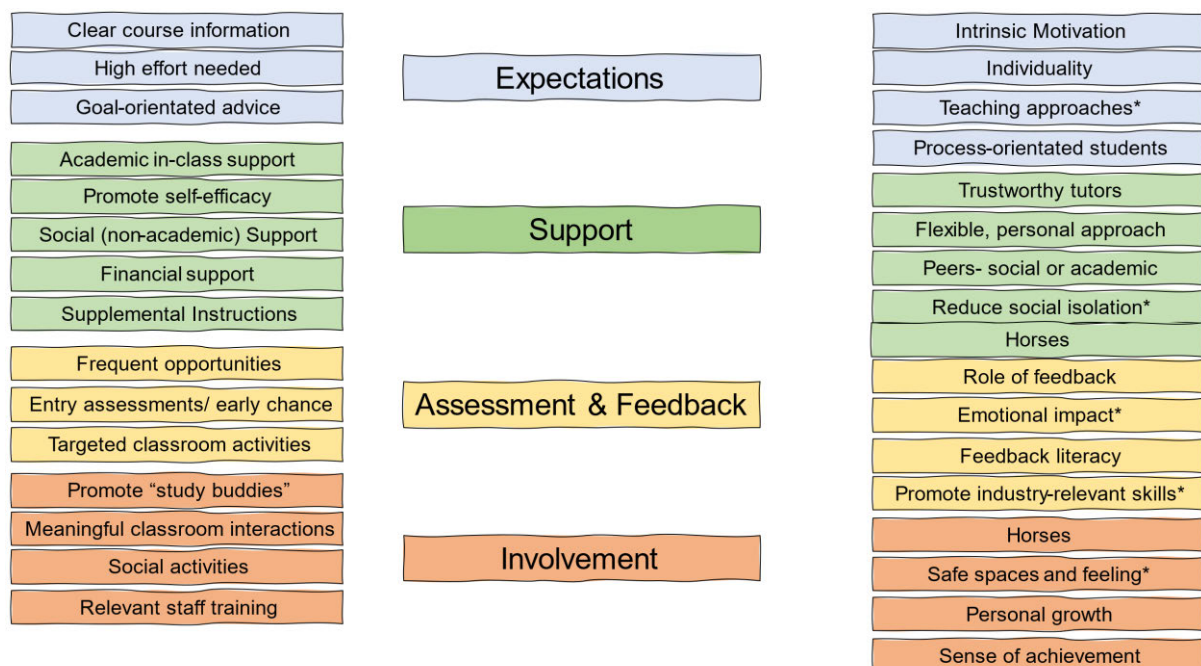 Clear course information
High effort needed
Goal-orientated advice
Academic in-class support
Promote self-efficacy
Social (non-academic) Support
Financial support
Supplemental Instructions
Frequent opportunities
Entry assessments/ early chance
Targeted classroom activities
Promote “study buddies”
Meaningful classroom interactions
Social activities
Relevant staff training
Expectations
Support
Assessment & Feedback
Involvement
Intrinsic Motivation
Individuality
Teaching approaches*
Process-orientated students
Trustworthy tutors
Flexible, personal approach
Peers- social or academic
Reduce social isolation*
Horses
Role of feedback
Emotional impact*
Feedback literacy
Promote industry-relevant skills*
Horses
Safe spaces and feeling*
Personal growth
Sense of achievement